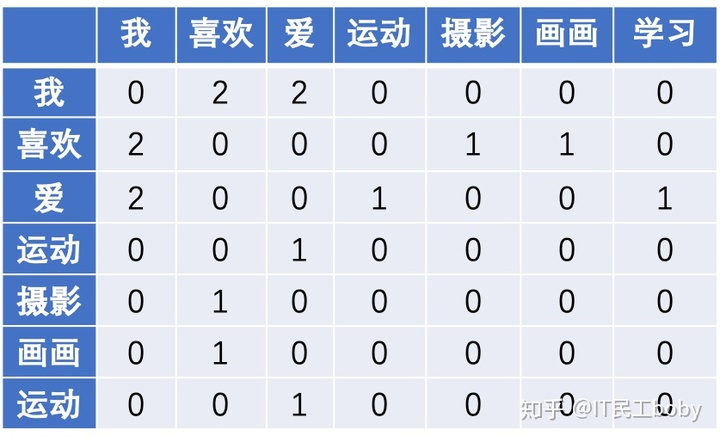 我 喜欢 爱 运动 摄影 画画 学习
我 0 2 2 0 0 0 0
喜欢 2 0 0 0 1 1 0
爱 2 0 0 1 0 0 1
运动 0 0 1 0 0 0 0
摄影 0 1 0 0 0 0 0
画画 0 1 0 0 0 0 0
运动 0 0 1 0 0 0 0
知乎 @IT民工boby